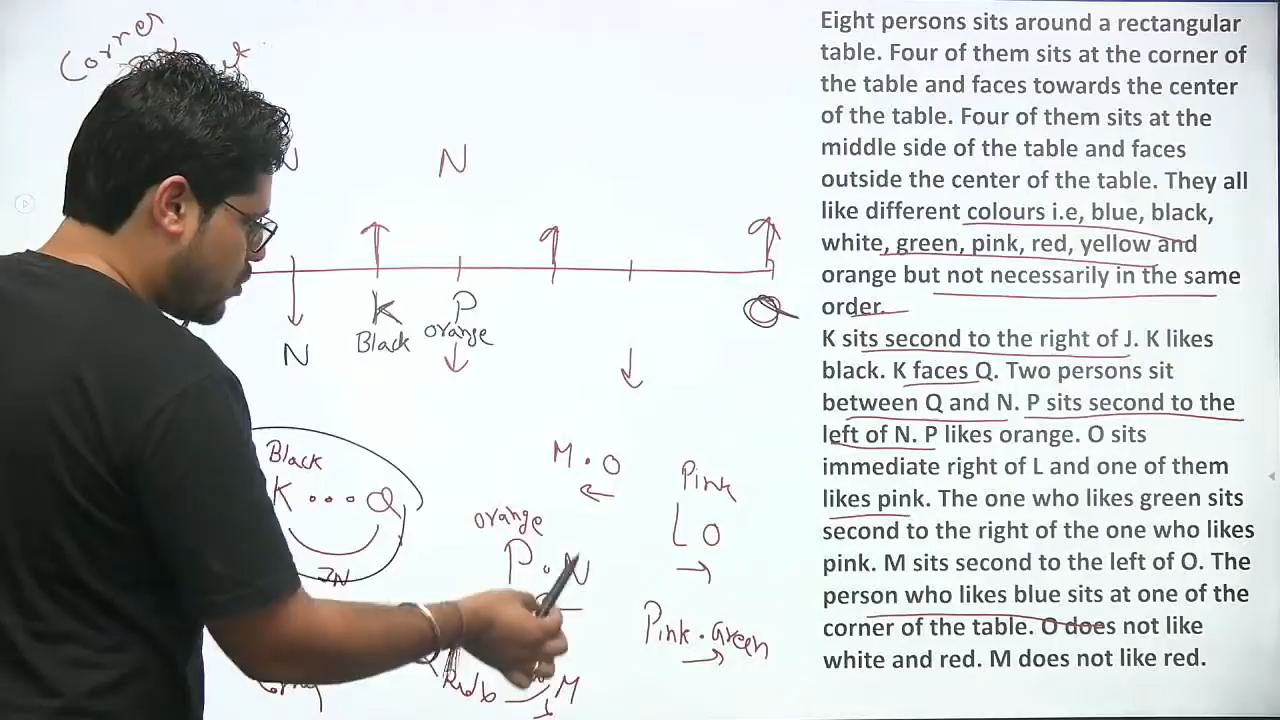 Corner
N
N
K
Black
P
orange
N
Q
Black
K ... Q
2N
M . O
orange
P . N
Pink
L O
Pink . Green
M
Eight persons sits around a rectangular
table. Four of them sits at the corner of
the table and faces towards the center
of the table. Four of them sits at the
middle side of the table and faces
outside the center of the table. They all
like different colours i.e, blue, black,
white, green, pink, red, yellow and
orange but not necessarily in the same
order.
K sits second to the right of J. K likes
black. K faces Q. Two persons sit
between Q and N. P sits second to the
left of N. P likes orange. O sits
immediate right of L and one of them
likes pink. The one who likes green sits
second to the right of the one who likes
pink. M sits second to the left of O. The
person who likes blue sits at one of the
corner of the table. O does not like
white and red. M does not like red.